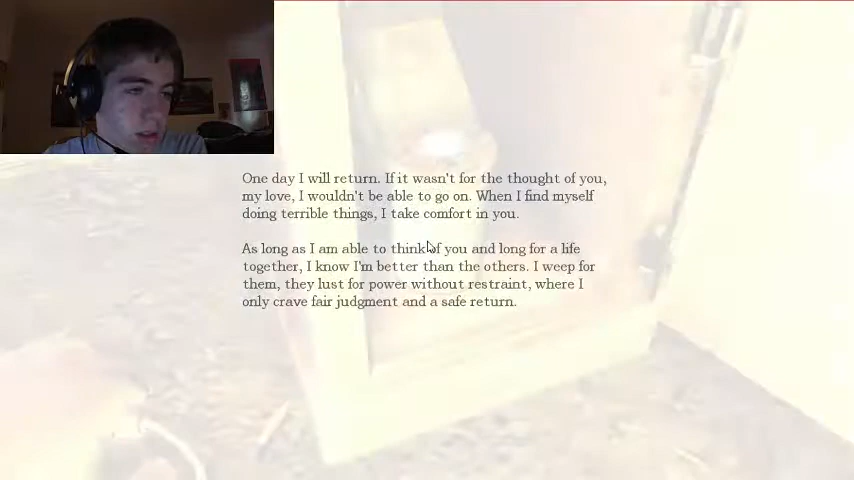 One day I will return. If it wasn't for the thought of you,
my love, I wouldn't be able to go on. When I find myself
doing terrible things, I take comfort in you.
As long as I am able to think of you and long for a life
together, I know I'm better than the others. I weep for
them, they lust for power without restraint, where I
only crave fair judgment and a safe return.